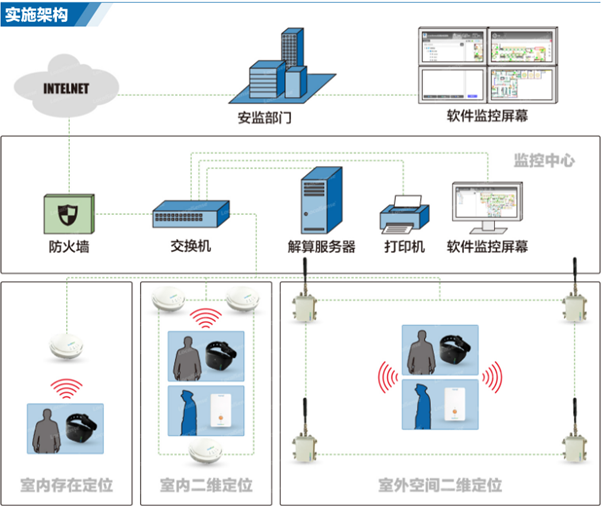 实施架构
INTELNET
安监部门
软件监控屏幕
监控中心
防火墙
交换机
解算服务器
打印机
软件监控屏幕
室内存在定位
室内二维定位
室外空间二维定位